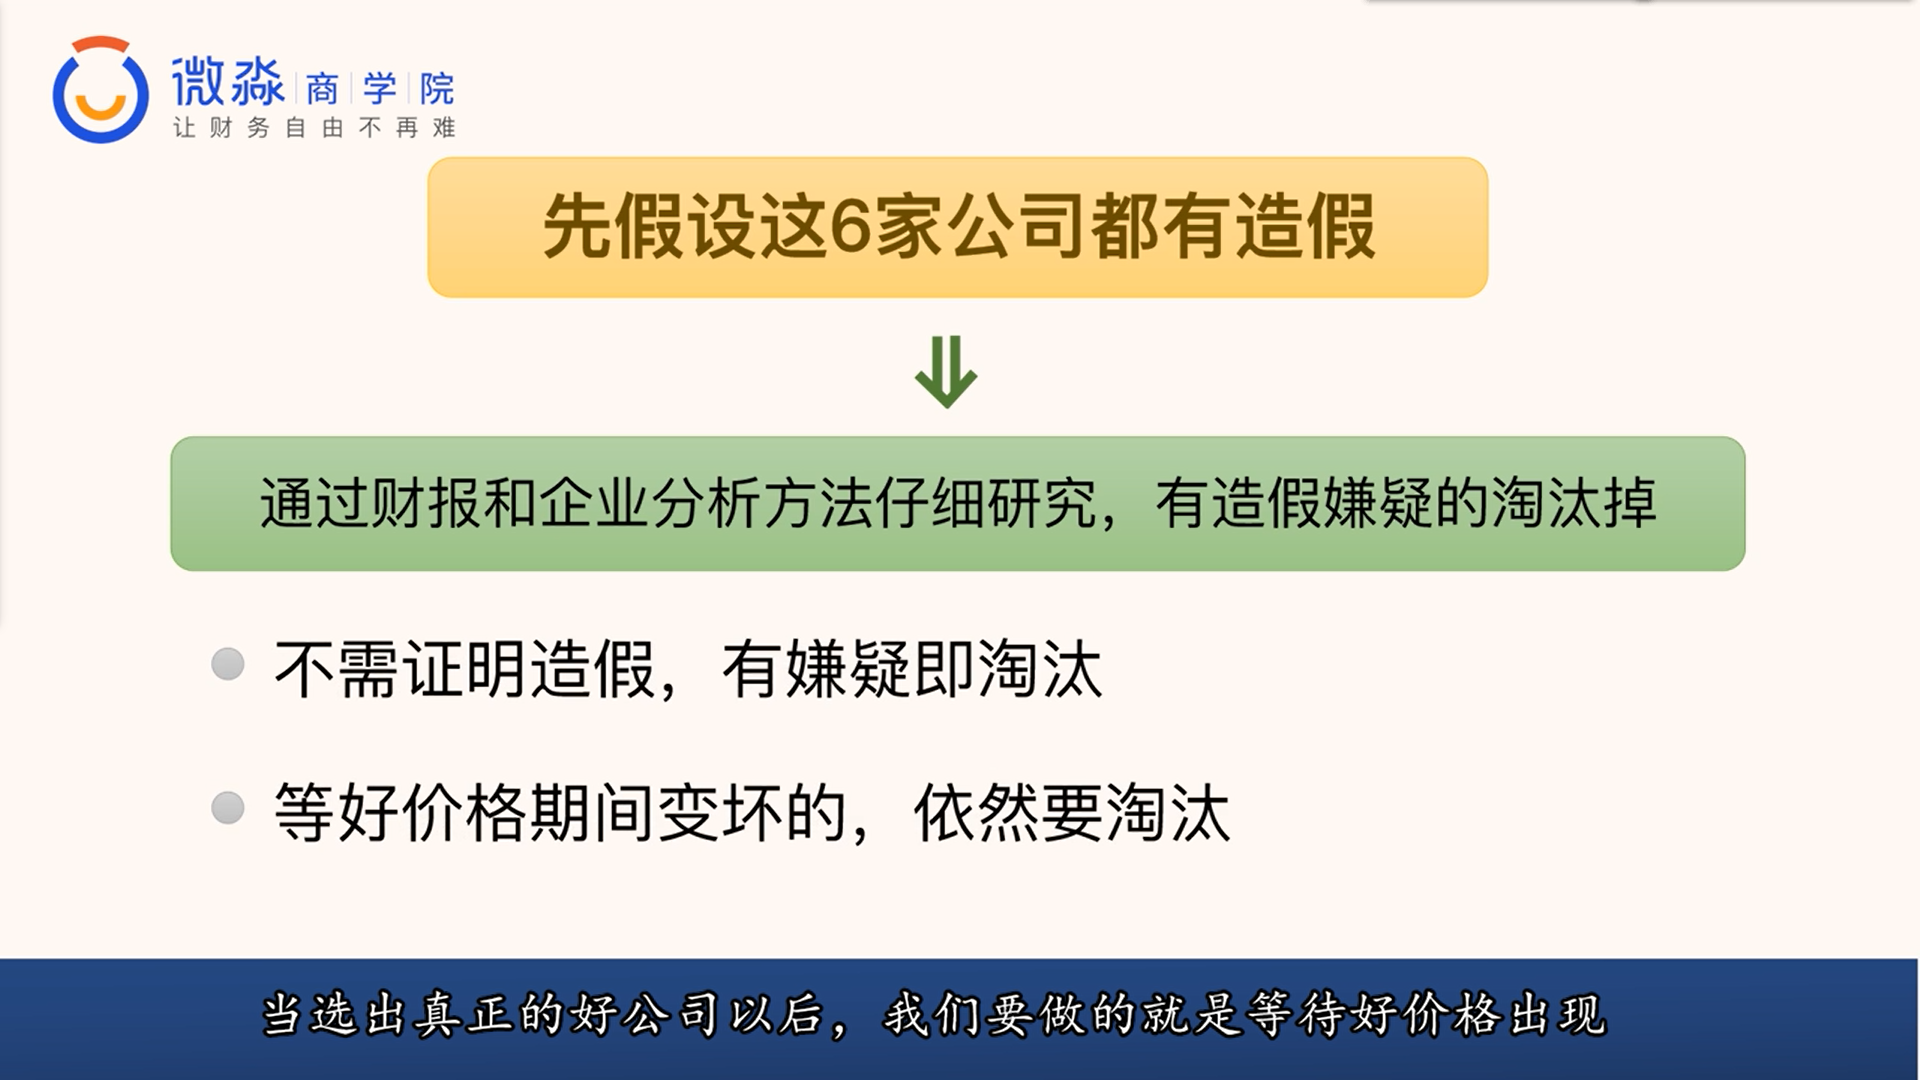 微淼 商学院
让财务自由不再难
先假设这6家公司都有造假
通过财报和企业分析方法仔细研究，有造假嫌疑的淘汰掉
不需证明造假，有嫌疑即淘汰
等好价格期间变坏的，依然要淘汰
当选出真正的好公司以后，我们要做的就是等待好价格出现